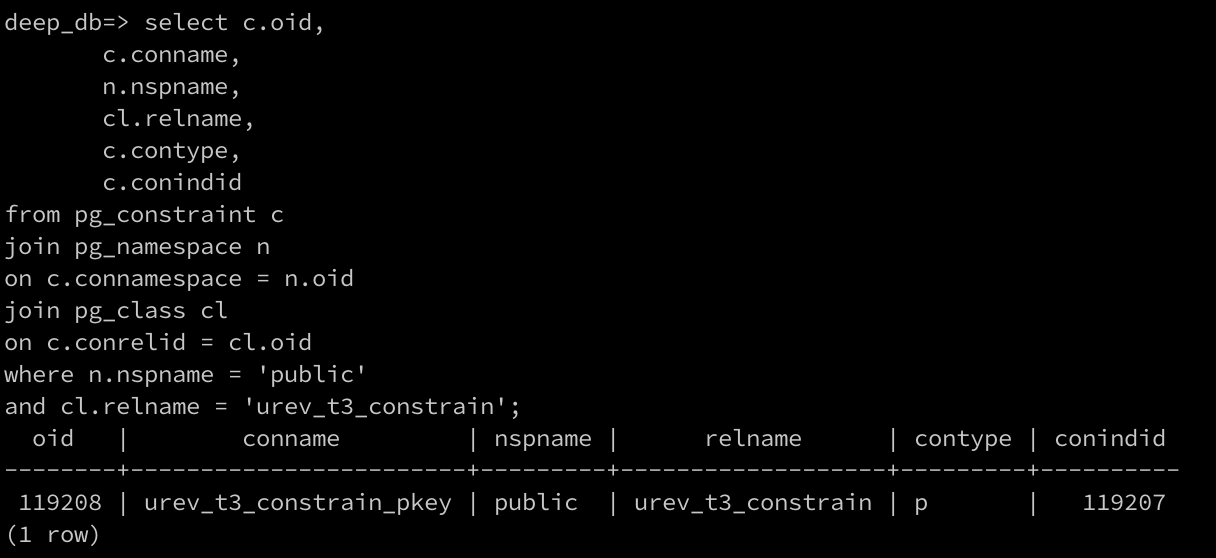 deep_db=> select c.oid,
       c.conname,
       n.nspname,
       cl.relname,
       c.contype,
       c.conindid
from pg_constraint c
join pg_namespace n
on c.connamespace = n.oid
join pg_class cl
on c.conrelid = cl.oid
where n.nspname = 'public'
and cl.relname = 'urev_t3_constrain';
  oid   |        conname         | nspname |      relname      | contype | conindid
--------+------------------------+---------+-------------------+---------+----------
 119208 | urev_t3_constrain_pkey | public  | urev_t3_constrain | p       |   119207
(1 row)